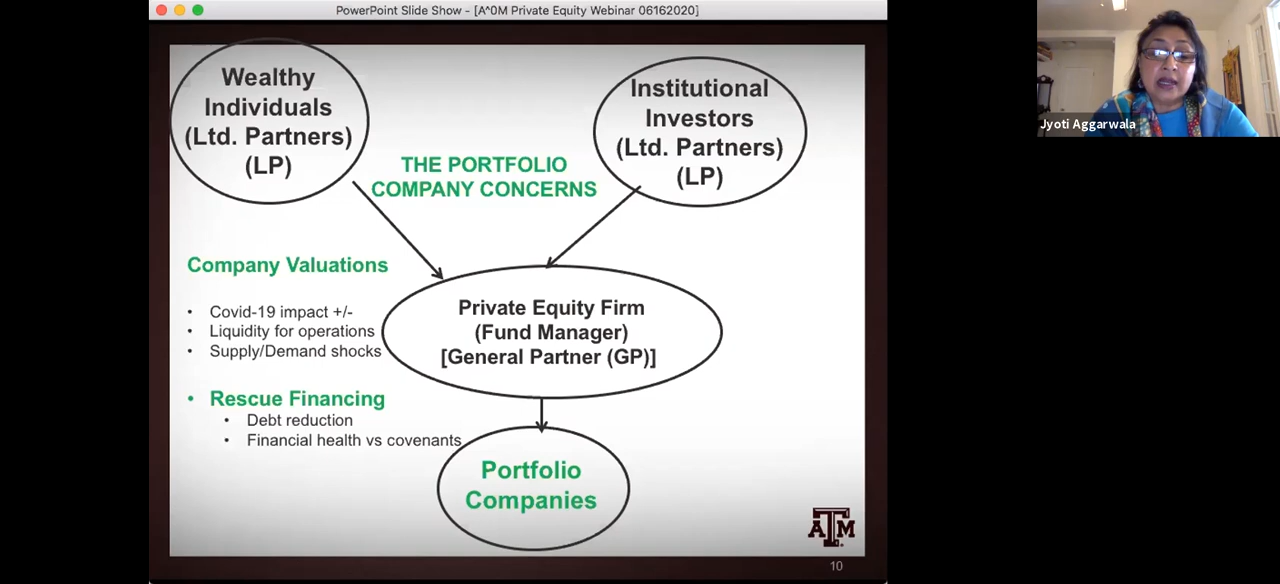 PowerPoint Slide Show - [A^0M Private Equity Webinar 06162020]
Wealthy
Individuals
(Ltd. Partners)
(LP)
Institutional
Investors
(Ltd. Partners)
(LP)
THE PORTFOLIO
COMPANY CONCERNS
Company Valuations
• Covid-19 impact +/-
• Liquidity for operations
• Supply/Demand shocks
• Rescue Financing
• Debt reduction
• Financial health vs covenants
Private Equity Firm
(Fund Manager)
[General Partner (GP)]
Portfolio
Companies
ATM
10
Jyoti Aggarwala